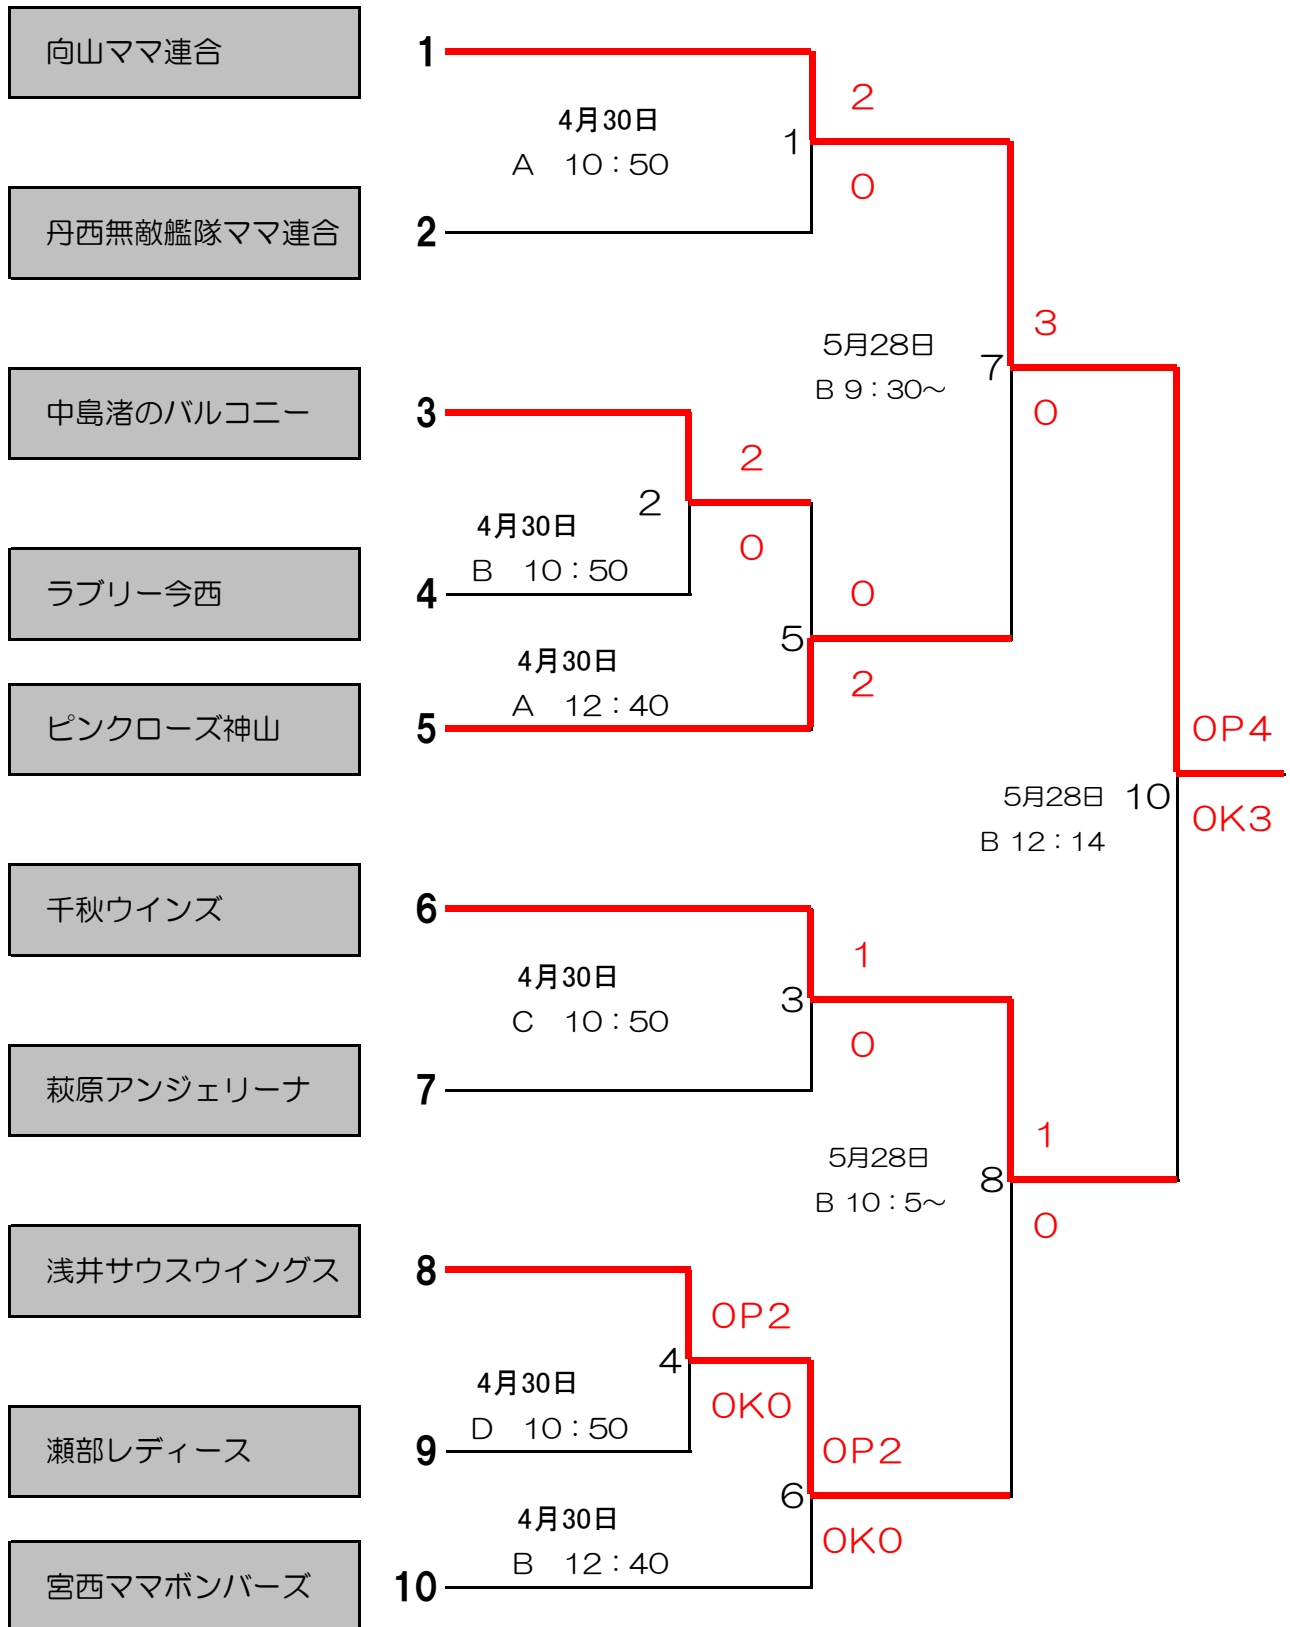 向山ママ連合
1
2
4月30日
1
A 10：50
0
丹西無敵艦隊ママ連合
2
3
5月28日
7
B 9：30～
0
中島渚のバルコニー
3
2
2
4月30日
0
B 10：50
ラブリー今西
4
0
5
4月30日
2
A 12：40
ピンクローズ神山
5
0P4
5月28日
10
0K3
B 12：14
千秋ウインズ
6
1
4月30日
3
C 10：50
0
萩原アンジェリーナ
7
1
5月28日
8
B 10：5～
0
浅井サウスウイングス
8
0P2
4
4月30日
0K0
D 10：50
瀬部レディース
9
0P2
6
4月30日
0K0
B 12：40
宮西ママボンバーズ
10